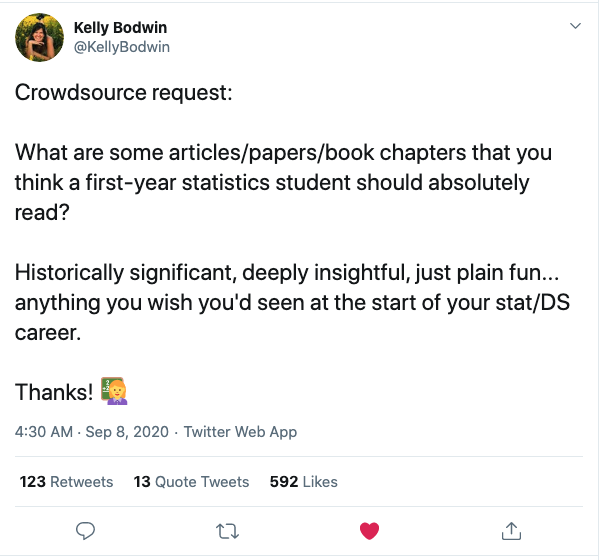 Kelly Bodwin
@KellyBodwin
Crowdsource request:
What are some articles/papers/book chapters that you
think a first-year statistics student should absolutely
read?
Historically significant, deeply insightful, just plain fun...
anything you wish you'd seen at the start of your stat/DS
career.
Thanks! 👩‍🏫
4:30 AM · Sep 8, 2020 · Twitter Web App
123 Retweets 13 Quote Tweets 592 Likes